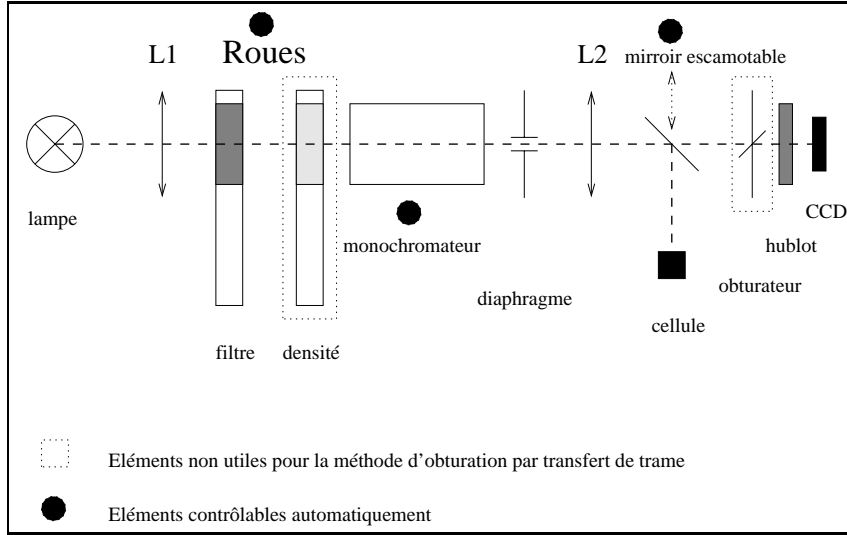 L1
Roues
L2
mirroir escamotable
lampe
monochromateur
CCD
hublot
obturateur
diaphragme
cellule
filtre
densité
Eléments non utiles pour la méthode d'obturation par transfert de trame
Eléments contrôlables automatiquement